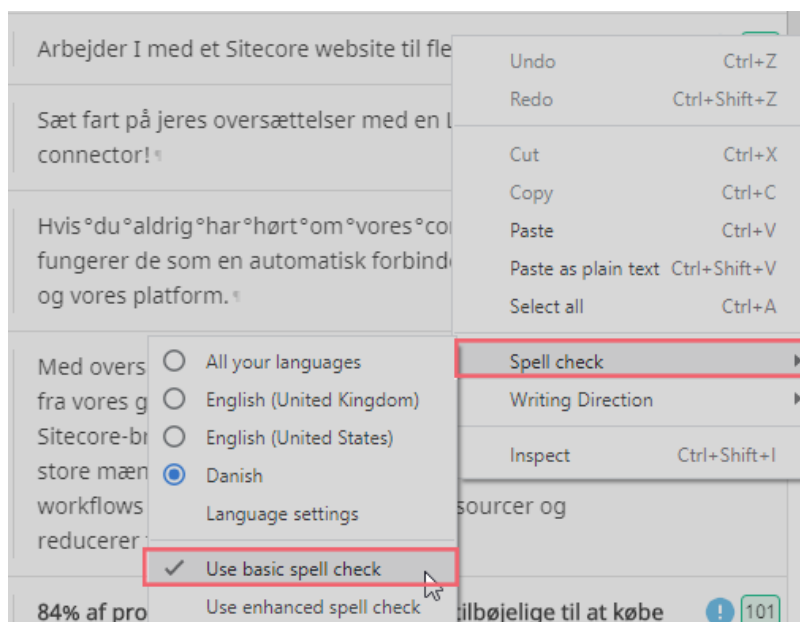 Arbejder I med et Sitecore website til fle
Sæt fart på jeres oversættelser med en
connector!¶
Hvis°du°aldrig°har°hørt°om°vores°co
fungerer de som en automatisk forbind
og vores platform.¶
Med overs
fra vores g
Sitecore-br
store mæn
workflows sourcer og
reducerer
84% af pro tilbøjelige til at købe 101
Undo Ctrl+Z
Redo Ctrl+Shift+Z
Cut Ctrl+X
Copy Ctrl+C
Paste Ctrl+V
Paste as plain text Ctrl+Shift+V
Select all Ctrl+A
Spell check
Writing Direction
Inspect Ctrl+Shift+I
All your languages
English (United Kingdom)
English (United States)
Danish
Language settings
Use basic spell check
Use enhanced spell check